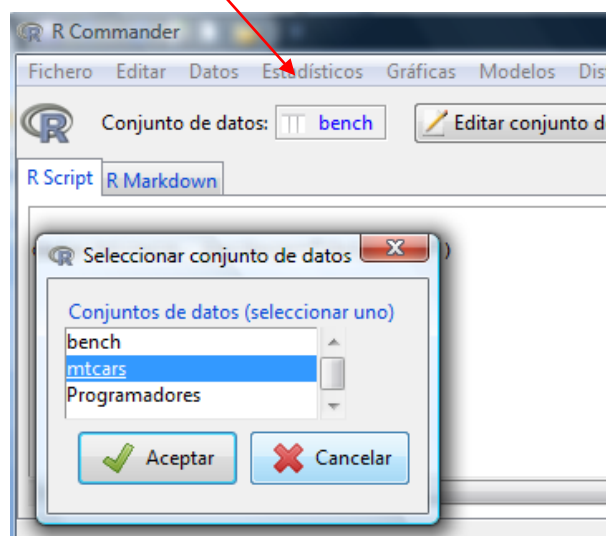 R Commander
Fichero Editar Datos Estadísticos Gráficas Modelos
Conjunto de datos: bench Editar conjunto d
R Script R Markdown
)
Seleccionar conjunto de datos
Conjuntos de datos (seleccionar uno)
bench
mtcars
Programadores
Aceptar Cancelar